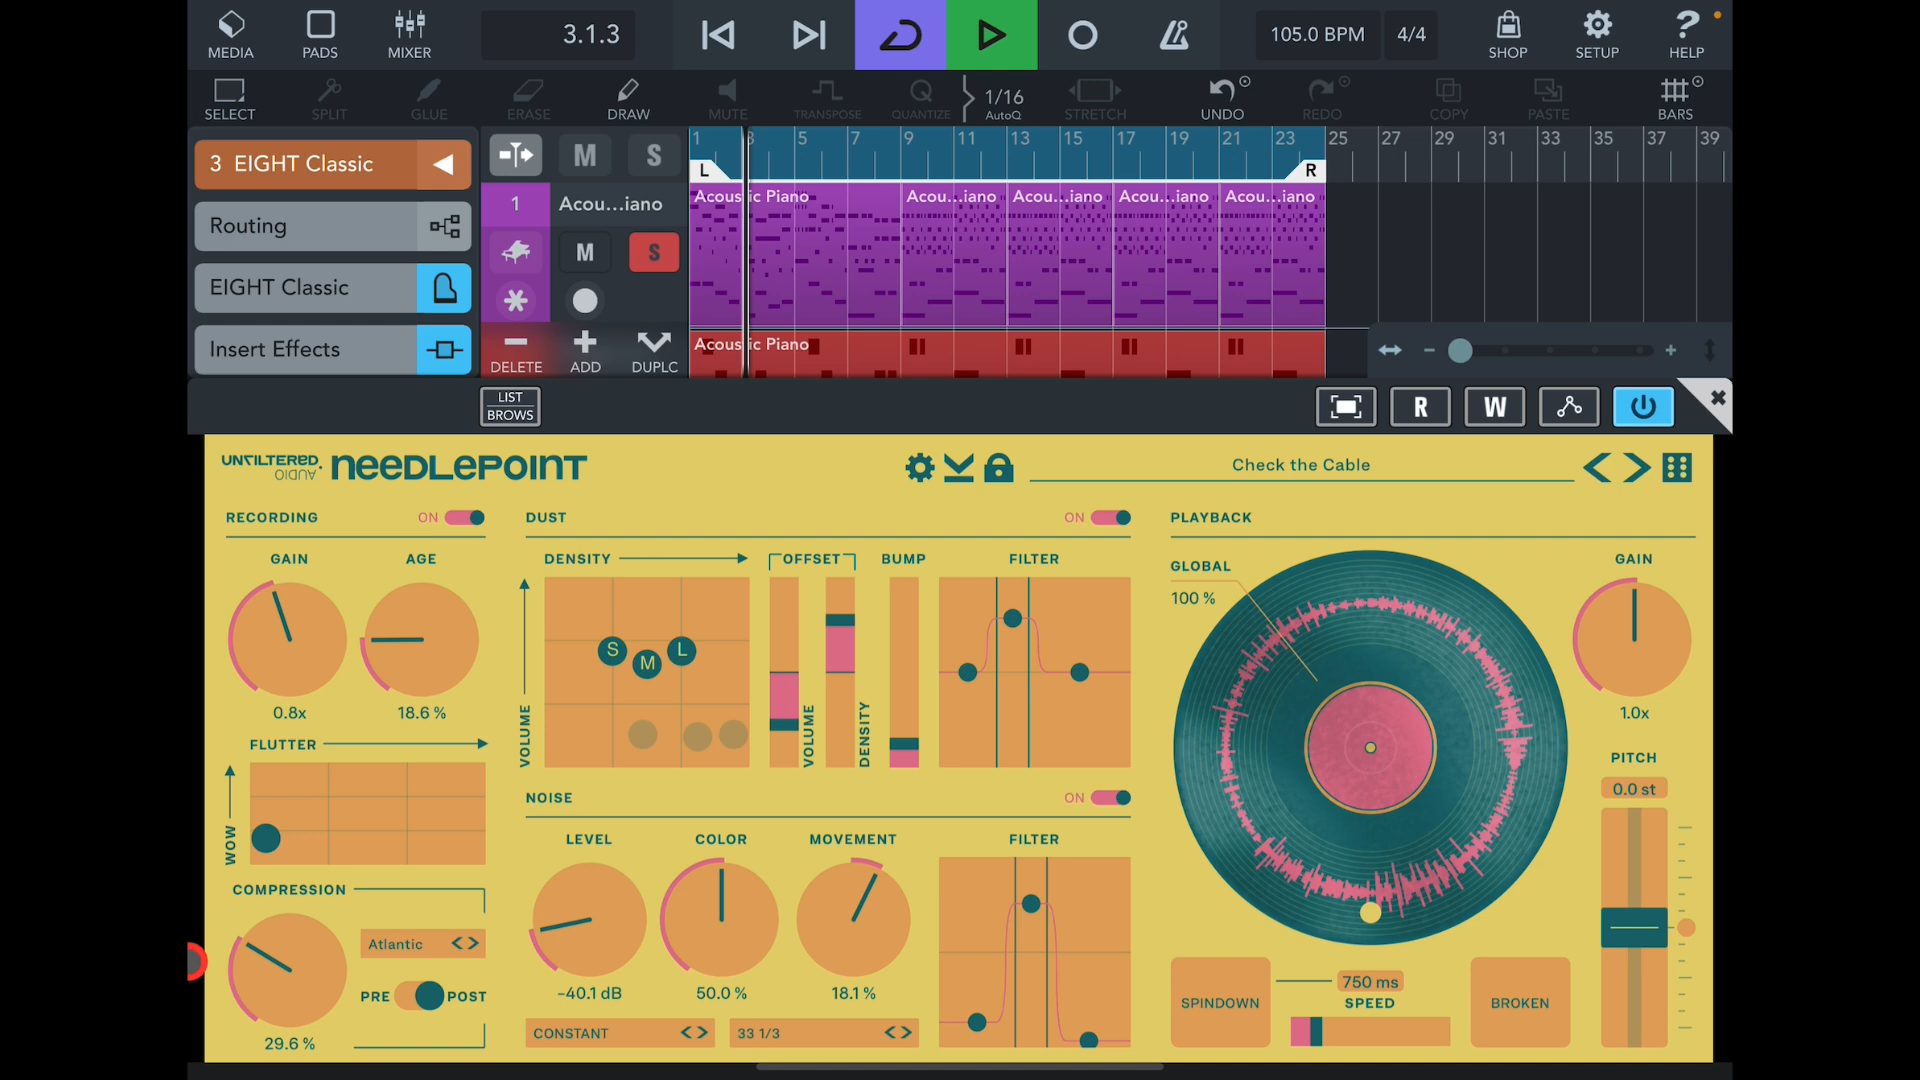 MEDIA
PADS
MIXER
3.1.3
105.0 BPM
4/4
SHOP
SETUP
HELP
SELECT
SPLIT
GLUE
ERASE
DRAW
MUTE
TRANSPOSE
QUANTIZE
1/16
AutoQ
STRETCH
UNDO
REDO
COPY
PASTE
BARS
3 EIGHT Classic
M
S
1 3 5 7 9 11 13 15 17 19 21 23 25 27 29 31 33 35 37 39
L
R
1
Acou...iano
Acoustic Piano
Acou...iano
Acou...iano
Acou...iano
Acou...iano
Routing
M
S
EIGHT Classic
Insert Effects
DELETE
ADD
DUPLC
Acoustic Piano
LIST
BROWS
R
W
UNFILTERED
AUDIO
NEEDLEPOINT
Check the Cable
RECORDING
ON
DUST
ON
PLAYBACK
GAIN
AGE
DENSITY
OFFSET
BUMP
FILTER
GLOBAL
100 %
GAIN
S
M
L
VOLUME
VOLUME
DENSITY
0.8x
18.6 %
1.0x
FLUTTER
WOW
PITCH
0.0 st
NOISE
ON
LEVEL
COLOR
MOVEMENT
FILTER
COMPRESSION
Atlantic
PRE
POST
29.6 %
-40.1 dB
50.0 %
18.1 %
CONSTANT
33 1/3
SPINDOWN
750 ms
SPEED
BROKEN